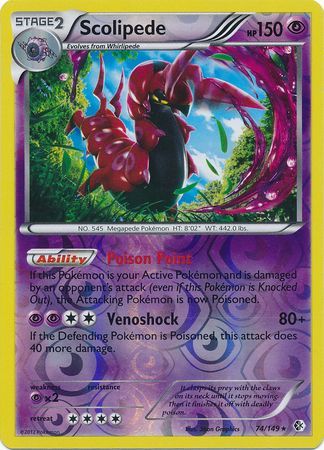 STAGE2 Scolipede HP150
Evolves from Whirlipede
NO. 545 Megapede Pokémon HT: 8'02" WT: 442.0 lbs.
Ability Poison Point
If this Pokémon is your Active Pokémon and is damaged
by an opponent's attack (even if this Pokémon is Knocked
Out), the Attacking Pokémon is now Poisoned.
Venoshock 80+
If the Defending Pokémon is Poisoned, this attack does
40 more damage.
weakness resistance
×2
retreat
It clasps its prey with the claws
on its neck until it stops moving.
Then it finishes it off with deadly
poison.
©2012 Pokémon
Illus. 5ban Graphics 74/149 ★